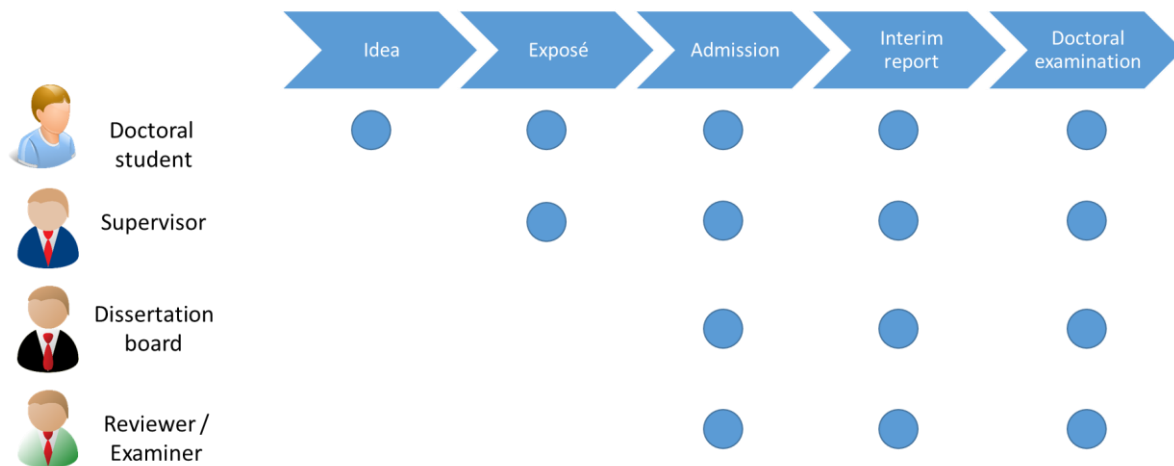 Idea
Exposé
Admission
Interim
report
Doctoral
examination
Doctoral
student
Supervisor
Dissertation
board
Reviewer /
Examiner